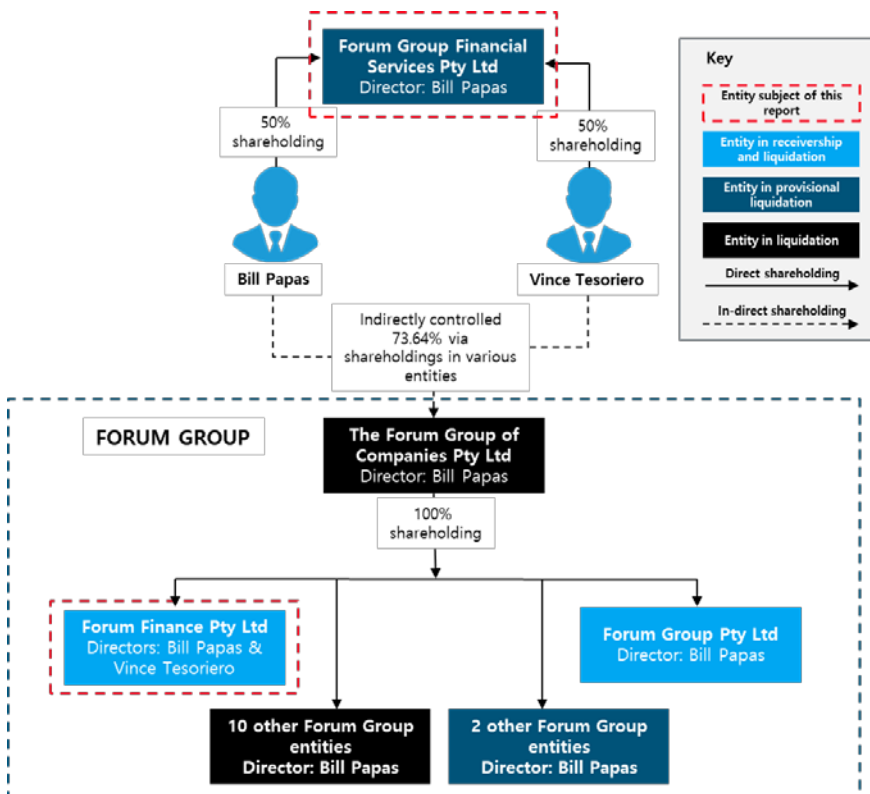 Forum Group Financial
Services Pty Ltd
Director: Bill Papas
Key
Entity subject of this
report
Entity in receivership
and liquidation
Entity in provisional
liquidation
Entity in liquidation
Direct shareholding
In-direct shareholding
50%
shareholding
50%
shareholding
Bill Papas
Vince Tesoriero
Indirectly controlled
73.64% via
shareholdings in various
entities
FORUM GROUP
The Forum Group of
Companies Pty Ltd
Director: Bill Papas
100%
shareholding
Forum Finance Pty Ltd
Directors: Bill Papas &
Vince Tesoriero
Forum Group Pty Ltd
Director: Bill Papas
10 other Forum Group
entities
Director: Bill Papas
2 other Forum Group
entities
Director: Bill Papas